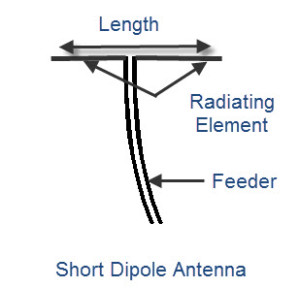 Length
Radiating
Element
Feeder
Short Dipole Antenna